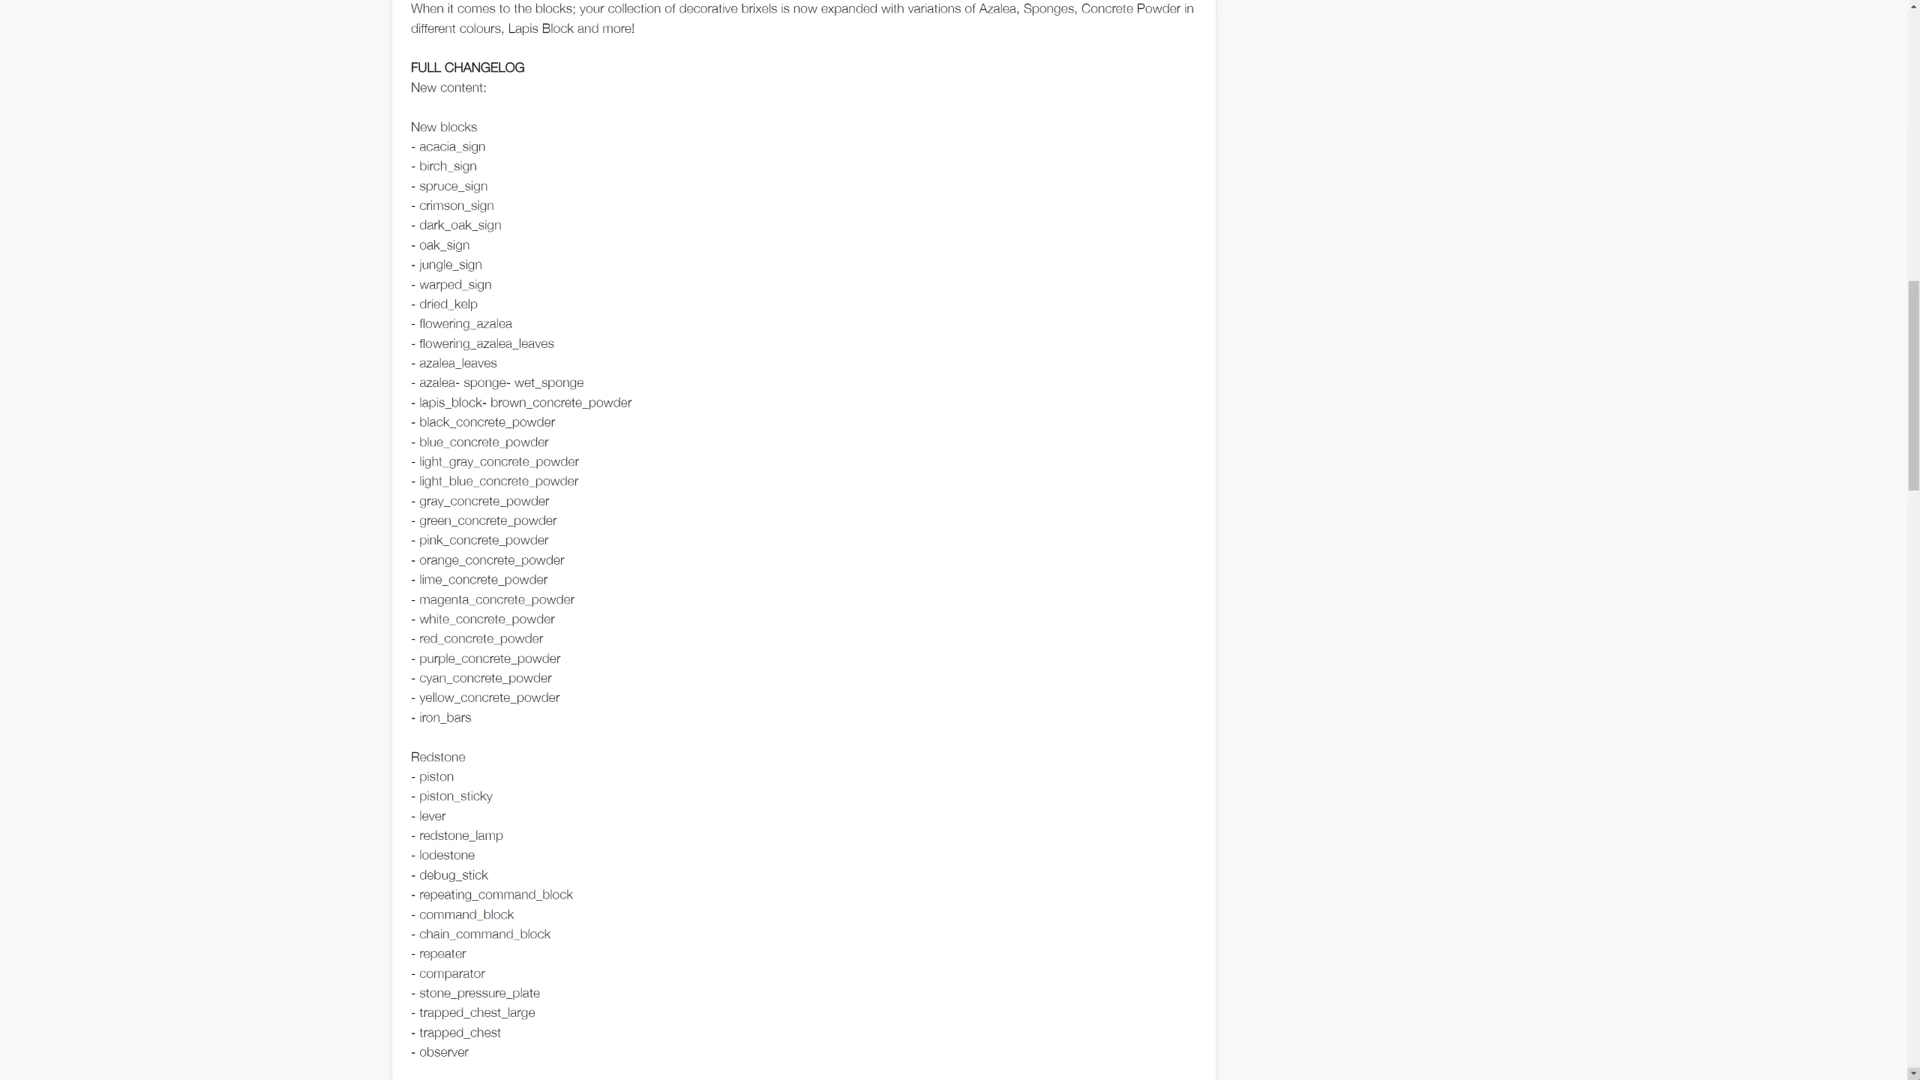 When it comes to the blocks; your collection of decorative brixels is now expanded with variations of Azalea, Sponges, Concrete Powder in
different colours, Lapis Block and more!
FULL CHANGELOG
New content:
New blocks
- acacia_sign
- birch_sign
- spruce_sign
- crimson_sign
- dark_oak_sign
- oak_sign
- jungle_sign
- warped_sign
- dried_kelp
- flowering_azalea
- flowering_azalea_leaves
- azalea_leaves
- azalea- sponge- wet_sponge
- lapis_block- brown_concrete_powder
- black_concrete_powder
- blue_concrete_powder
- light_gray_concrete_powder
- light_blue_concrete_powder
- gray_concrete_powder
- green_concrete_powder
- pink_concrete_powder
- orange_concrete_powder
- lime_concrete_powder
- magenta_concrete_powder
- white_concrete_powder
- red_concrete_powder
- purple_concrete_powder
- cyan_concrete_powder
- yellow_concrete_powder
- iron_bars
Redstone
- piston
- piston_sticky
- lever
- redstone_lamp
- lodestone
- debug_stick
- repeating_command_block
- command_block
- chain_command_block
- repeater
- comparator
- stone_pressure_plate
- trapped_chest_large
- trapped_chest
- observer